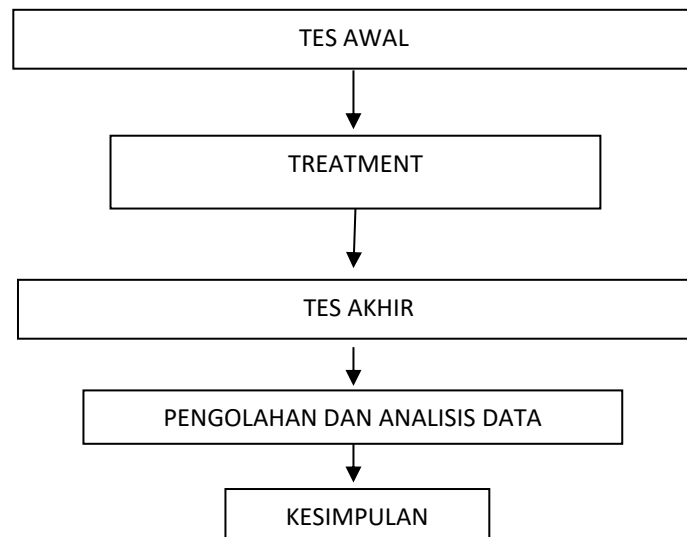 TES AWAL
TREATMENT
TES AKHIR
PENGOLAHAN DAN ANALISIS DATA
KESIMPULAN